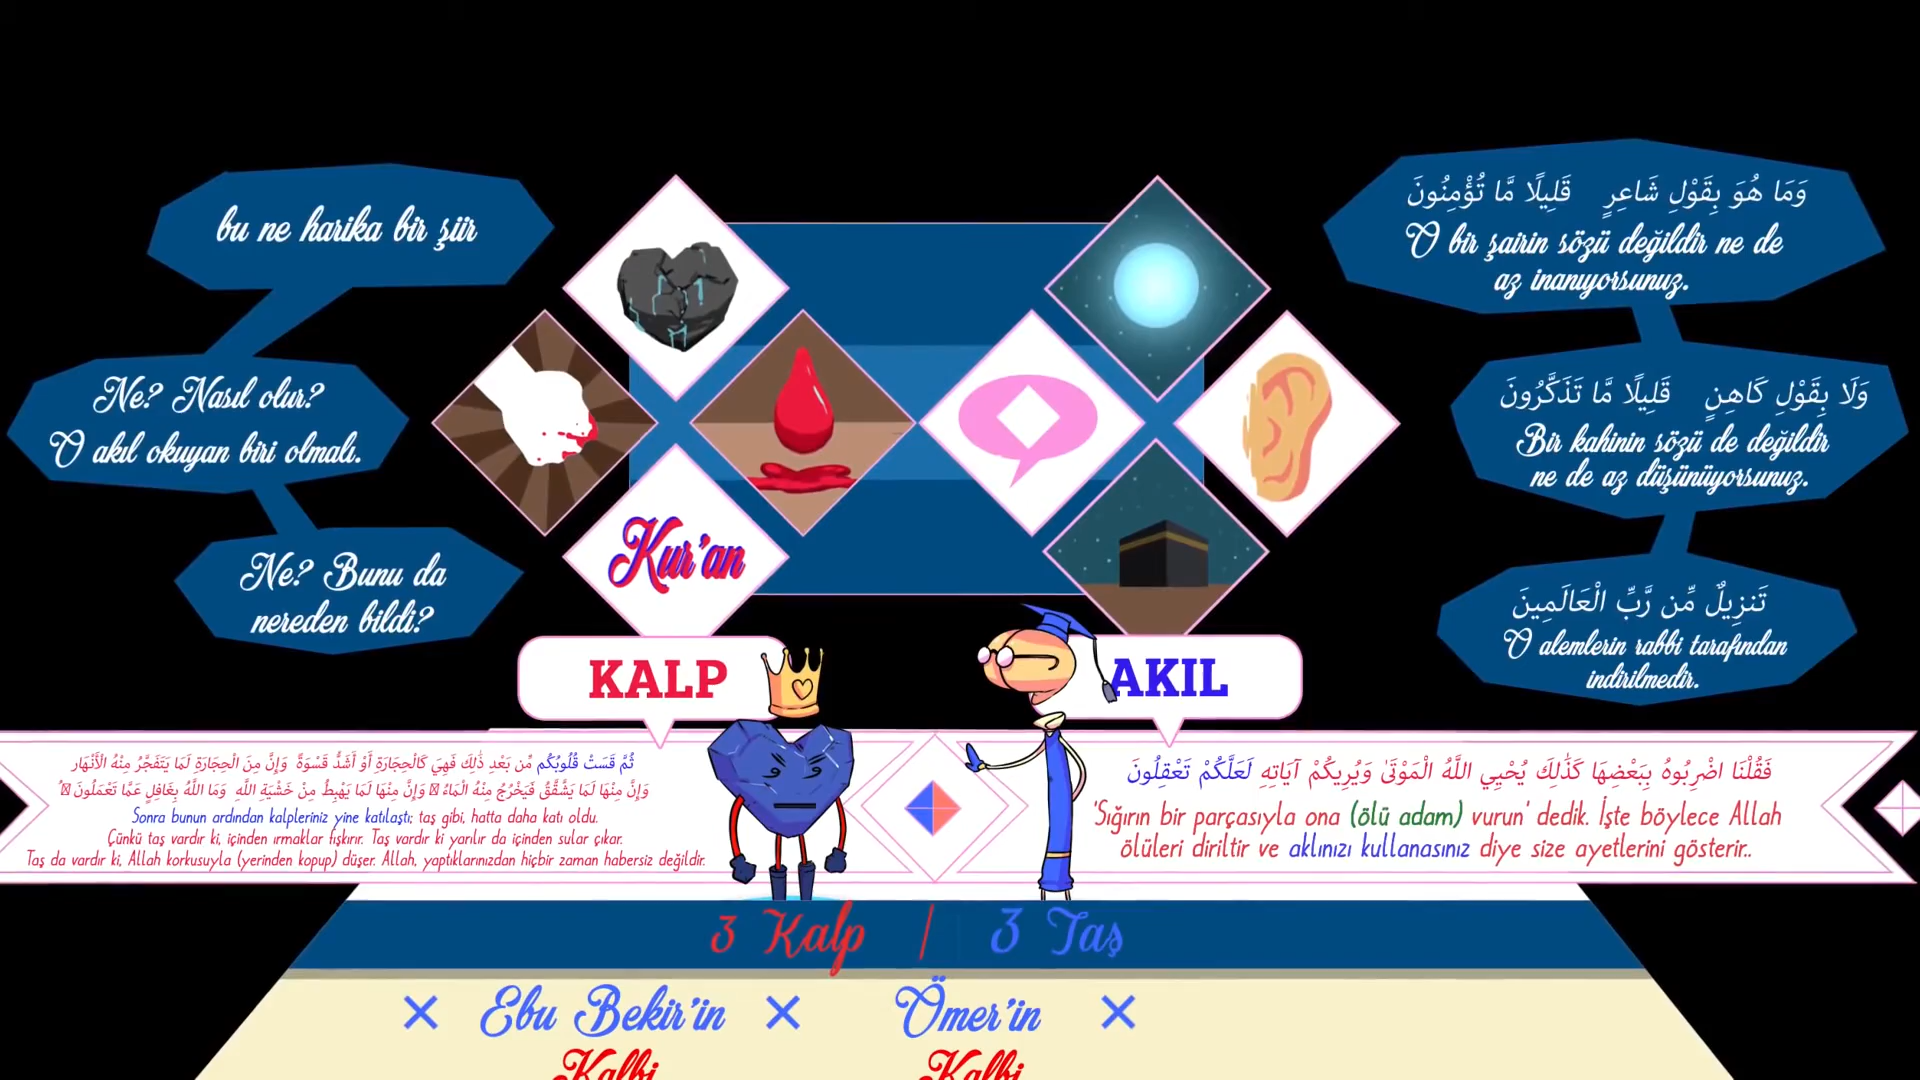 bu ne harika bir şiir
Ne? Nasıl olur?
O akıl okuyan biri olmalı.
Ne? Bunu da
nereden bildi?
Kur'an
وَمَا هُوَ بِقَوْلِ شَاعِرٍ قَلِيلًا مَّا تُؤْمِنُونَ
O bir şairin sözü değildir ne de
az inanıyorsunuz.
وَلَا بِقَوْلِ كَاهِنٍ قَلِيلًا مَّا تَذَكَّرُونَ
Bir kahinin sözü de değildir
ne de az düşünüyorsunuz.
تَنزِيلٌ مِّن رَّبِّ الْعَالَمِينَ
O alemlerin rabbi tarafından
indirilmedir.
KALP
AKIL
ثُمَّ قَسَتْ قُلُوبُكُم مِّن بَعْدِ ذَٰلِكَ فَهِيَ كَالْحِجَارَةِ أَوْ أَشَدُّ قَسْوَةً وَإِنَّ مِنَ الْحِجَارَةِ لَمَا يَتَفَجَّرُ مِنْهُ الْأَنْهَار
وَإِنَّ مِنْهَا لَمَا يَشَّقَّقُ فَيَخْرُجُ مِنْهُ الْمَاءُ وَإِنَّ مِنْهَا لَمَا يَهْبِطُ مِنْ خَشْيَةِ اللَّهِ وَمَا اللَّهُ بِغَافِلٍ عَمَّا تَعْمَلُونَ
Sonra bunun ardından kalpleriniz yine katılaştı; taş gibi, hatta daha katı oldu.
Çünkü taş vardır ki, içinden ırmaklar fışkırır. Taş vardır ki yarılır da içinden sular çıkar.
Taş da vardır ki, Allah korkusuyla (yerinden kopup) düşer. Allah, yaptıklarınızdan hiçbir zaman habersiz değildir.
فَقُلْنَا اضْرِبُوهُ بِبَعْضِهَا كَذَٰلِكَ يُحْيِي اللَّهُ الْمَوْتَىٰ وَيُرِيكُمْ آيَاتِهِ لَعَلَّكُمْ تَعْقِلُونَ
'Sığırın bir parçasıyla ona (ölü adam) vurun' dedik. İşte böylece Allah
ölüleri diriltir ve aklınızı kullanasınız diye size ayetlerini gösterir..
3 Kalp / 3 Taş
× Ebu Bekir'in × Ömer'in ×
Kalbi Kalbi